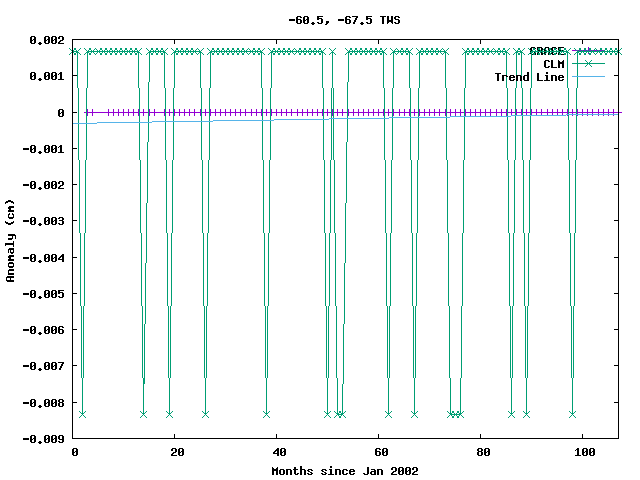 -60.5, -67.5 TWS
GRACE
CLM
Trend Line
0.002
0.001
0
-0.001
-0.002
-0.003
-0.004
-0.005
-0.006
-0.007
-0.008
-0.009
Anomaly (cm)
0 20 40 60 80 100
Months since Jan 2002